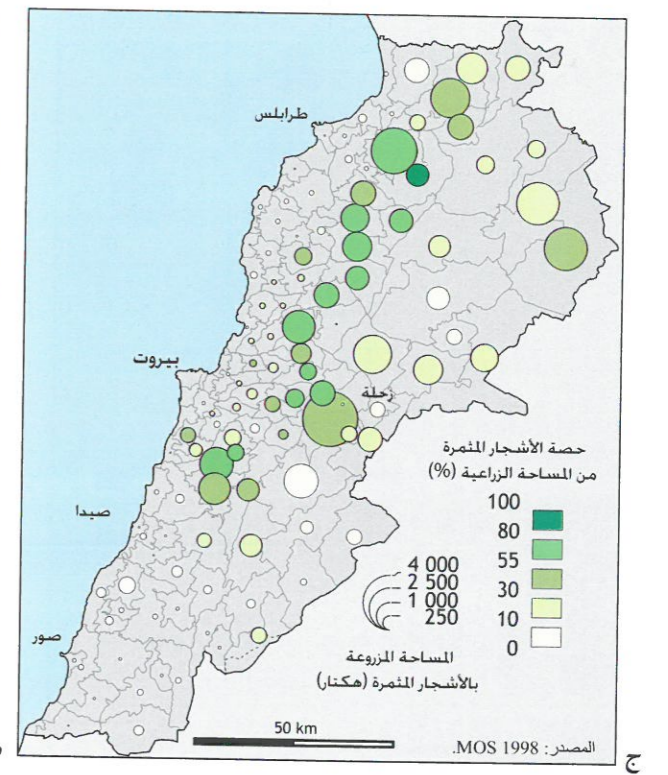 طرابلس
بيروت
زحلة
صيدا
صور
حصة الأشجار المثمرة
من المساحة الزراعية (%)
100
80
55
30
10
0
4 000
2 500
1 000
250
المساحة المزروعة
بالأشجار المثمرة (هكتار)
50 km
المصدر: MOS 1998.
ج